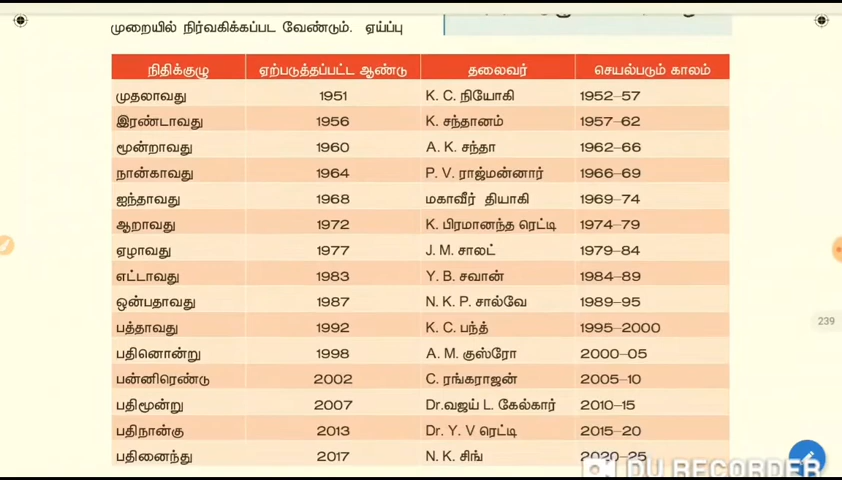 முறையில் நிர்வகிக்கப்பட வேண்டும். ஏய்ப்பு
நிதிக்குழு ஏற்படுத்தப்பட்ட ஆண்டு தலைவர் செயல்படும் காலம்
முதலாவது 1951 K. C. நியோகி 1952–57
இரண்டாவது 1956 K. சந்தானம் 1957–62
மூன்றாவது 1960 A. K. சந்தா 1962–66
நான்காவது 1964 P. V. ராஜ்மன்னார் 1966–69
ஐந்தாவது 1968 மகாவீர் தியாகி 1969–74
ஆறாவது 1972 K. பிரமானந்த ரெட்டி 1974–79
ஏழாவது 1977 J. M. சாலட் 1979–84
எட்டாவது 1983 Y. B. சவான் 1984–89
ஒன்பதாவது 1987 N. K. P. சால்வே 1989–95
பத்தாவது 1992 K. C. பந்த் 1995–2000
பதினொன்று 1998 A. M. குஸ்ரோ 2000–05
பன்னிரெண்டு 2002 C. ரங்கராஜன் 2005–10
பதிமூன்று 2007 Dr.வஜய் L. கேல்கார் 2010–15
பதிநான்கு 2013 Dr. Y. V ரெட்டி 2015–20
பதினைந்து 2017 N. K. சிங் 2020–25
239
DU RECORDER